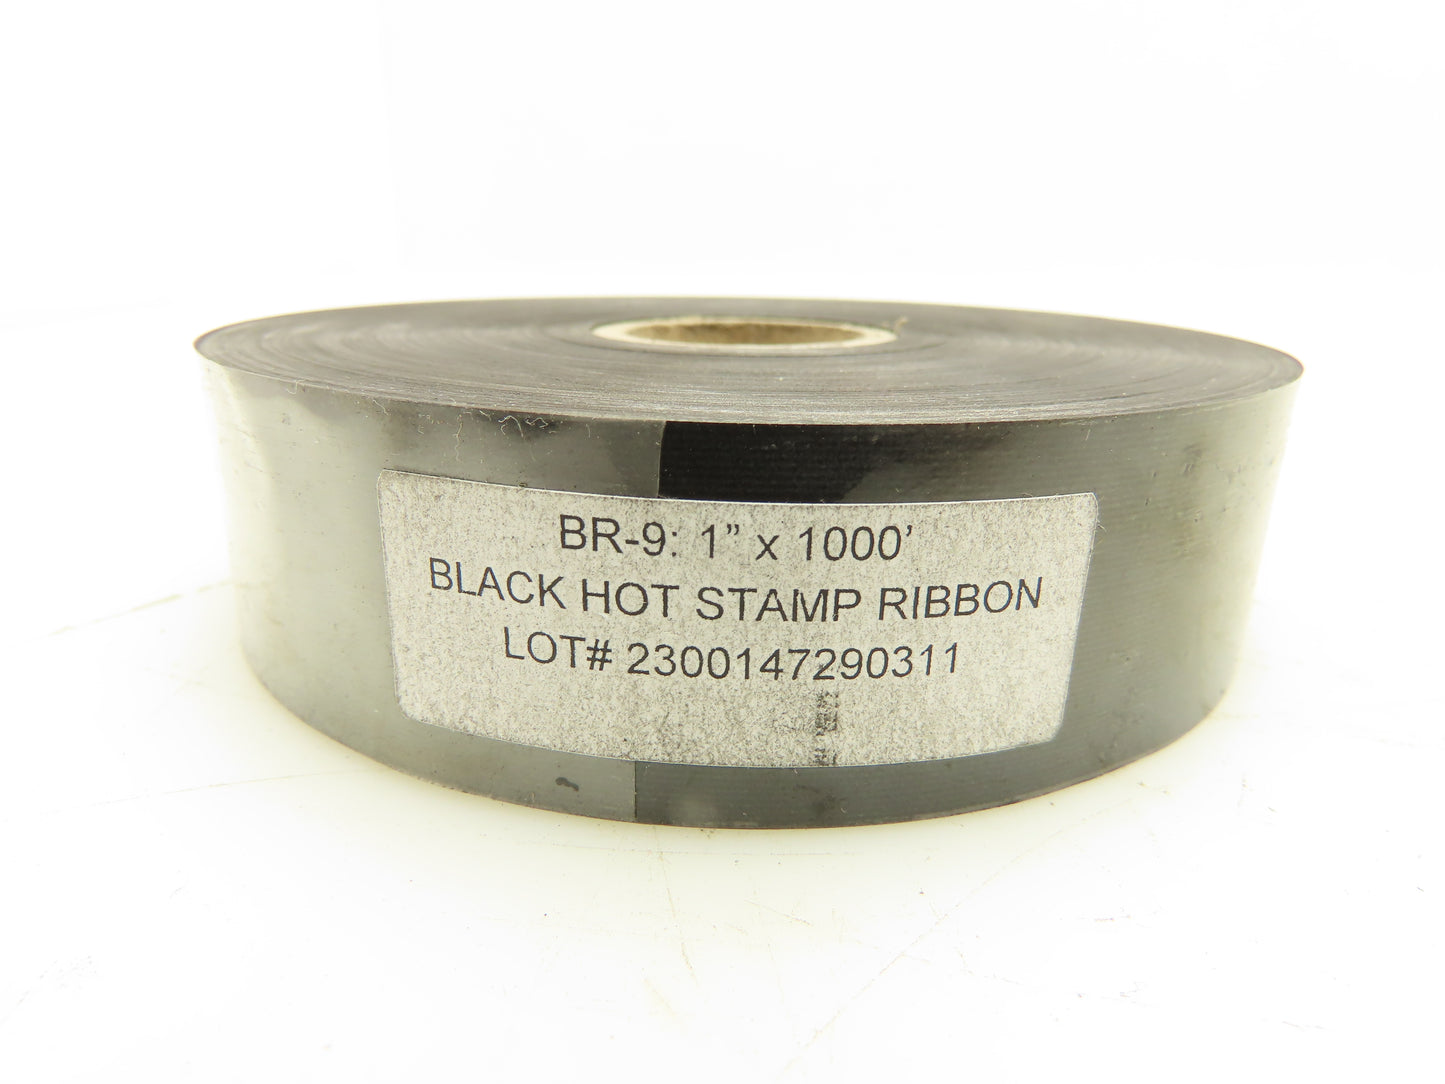 BR-9: 1” x 1000’
BLACK HOT STAMP RIBBON
LOT# 2300147290311